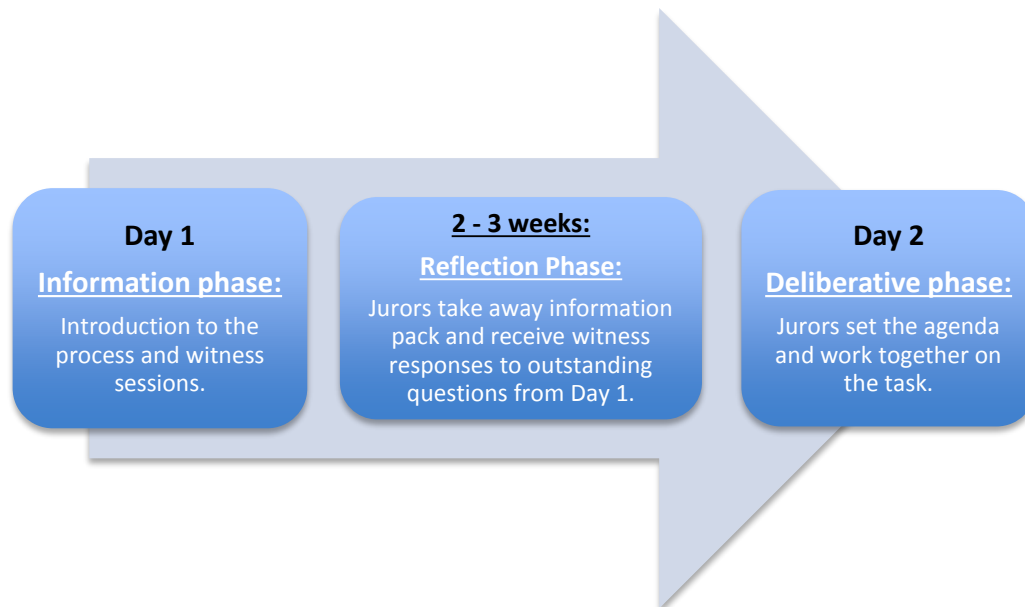 Day 1
Information phase:
Introduction to the
process and witness
sessions.
2 - 3 weeks:
Reflection Phase:
Jurors take away information
pack and receive witness
responses to outstanding
questions from Day 1.
Day 2
Deliberative phase:
Jurors set the agenda
and work together on
the task.